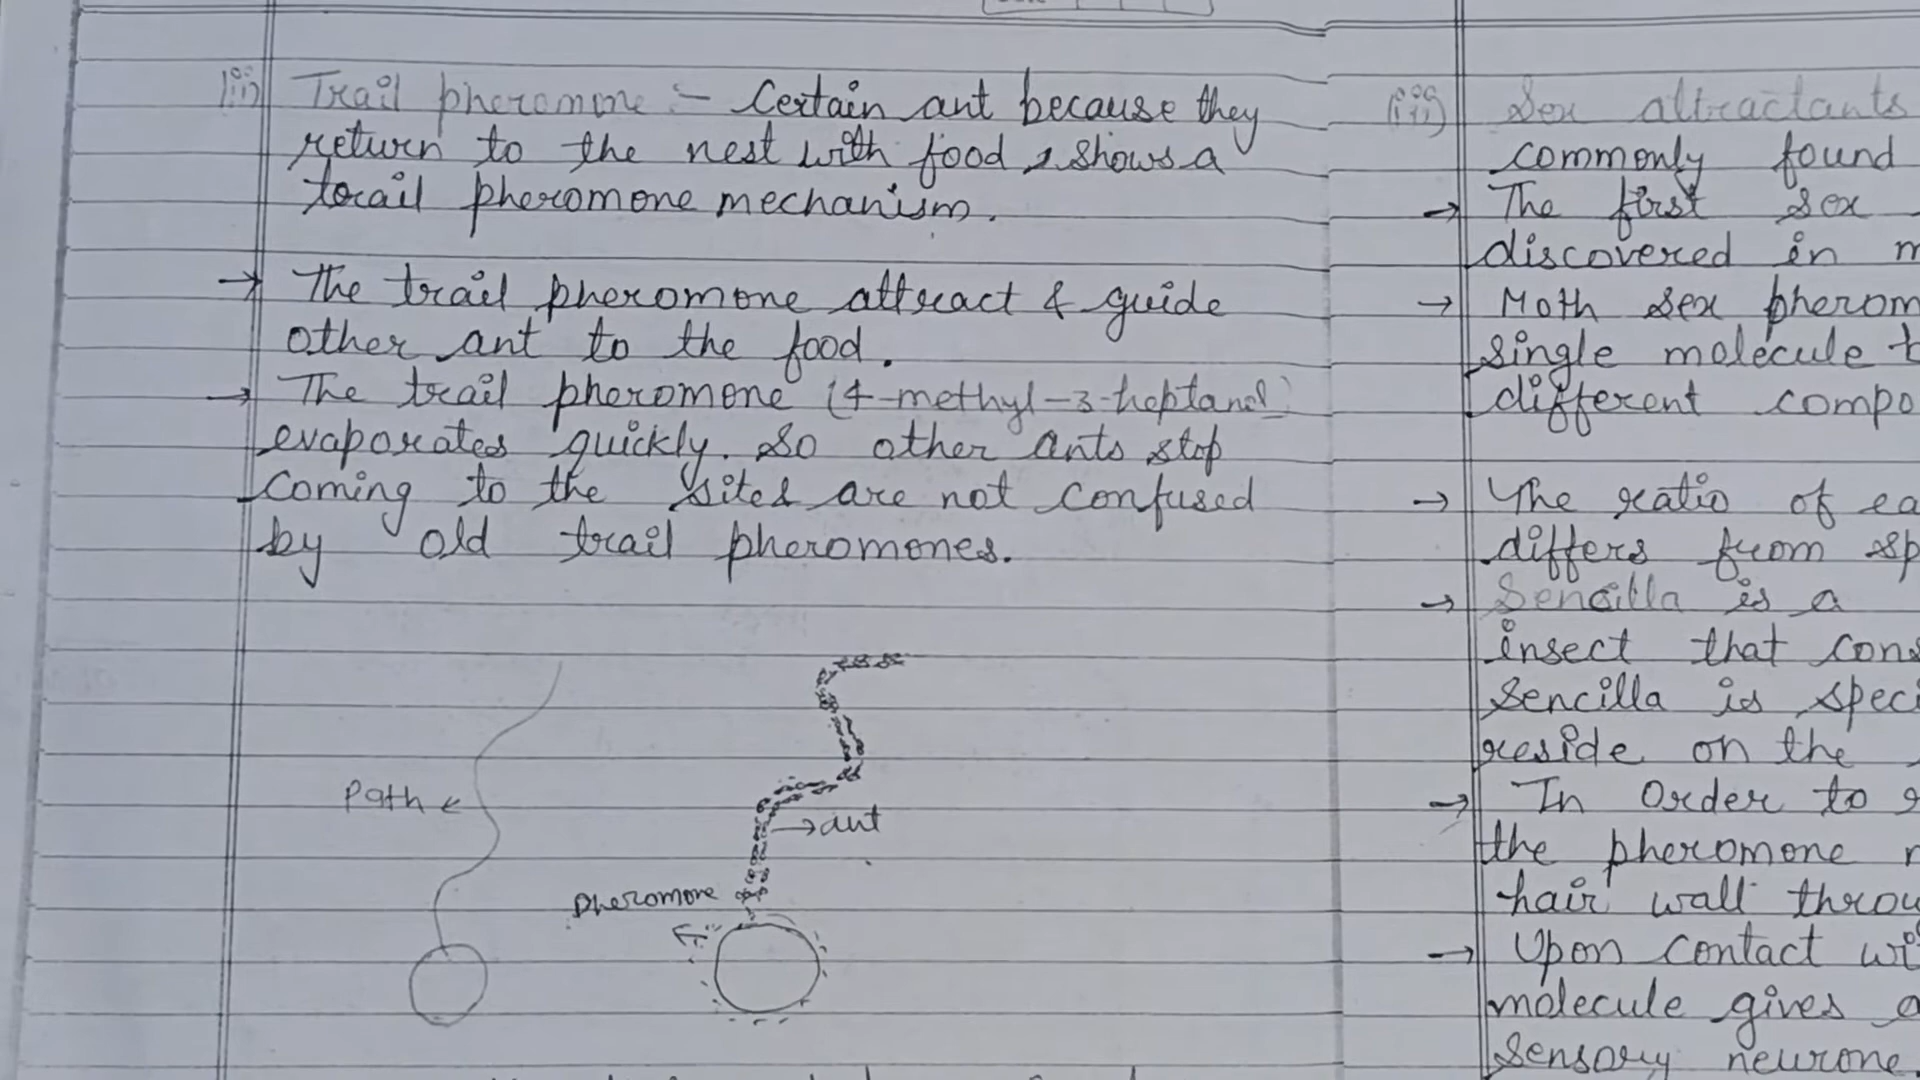 ii) Trail pheromone :- Certain ant because they
return to the nest with food, shows a
trail pheromone mechanism.
→ The trail pheromone attract & guide
other ant to the food.
→ The trail pheromone (4-methyl-3-heptanol)
evaporates quickly. So other ants stop
coming to the sites are not confused
by old trail pheromones.
Path
→ ant
Pheromone
(iii) Sex attractants
commonly found
→ The first sex
discovered in m
→ Moth sex pherom
single molecule t
different compo
→ The ratio of ea
differs from sp
→ Sencilla is a
insect that cons
sencilla is speci
reside on the
→ In Order to
the pheromone
hair wall throu
→ Upon contact wi
molecule gives a
sensory neurone.